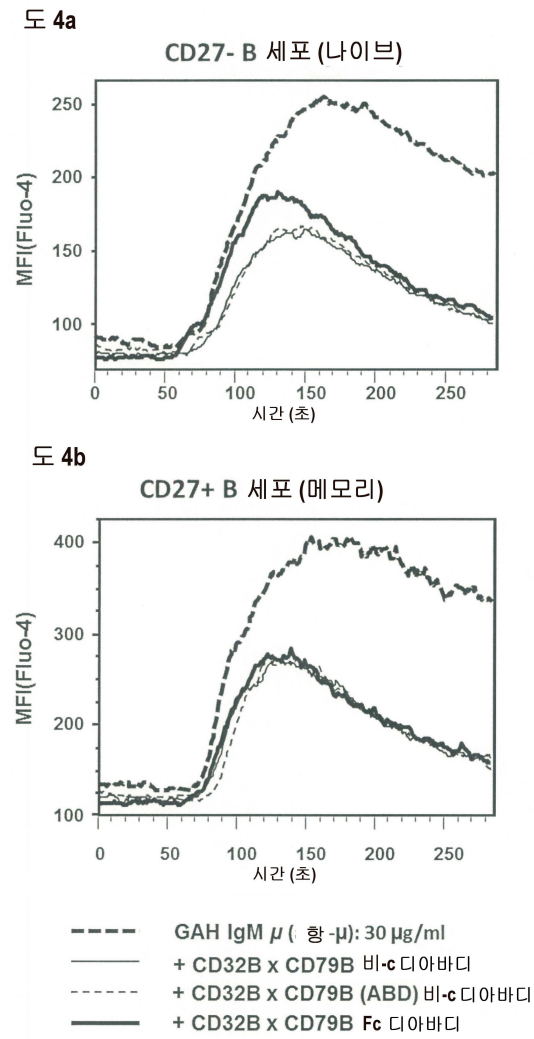 도 4a
CD27- B 세포 (나이브)
MFI(Fluo-4)
250
200
150
100
0 50 100 150 200 250
시간 (초)
도 4b
CD27+ B 세포 (메모리)
MFI(Fluo-4)
400
300
200
100
0 50 100 150 200 250
시간 (초)
GAH IgM μ ( 항 -μ): 30 μg/ml
+ CD32B x CD79B 비-c 디아바디
+ CD32B x CD79B (ABD) 비-c 디아바디
+ CD32B x CD79B Fc 디아바디